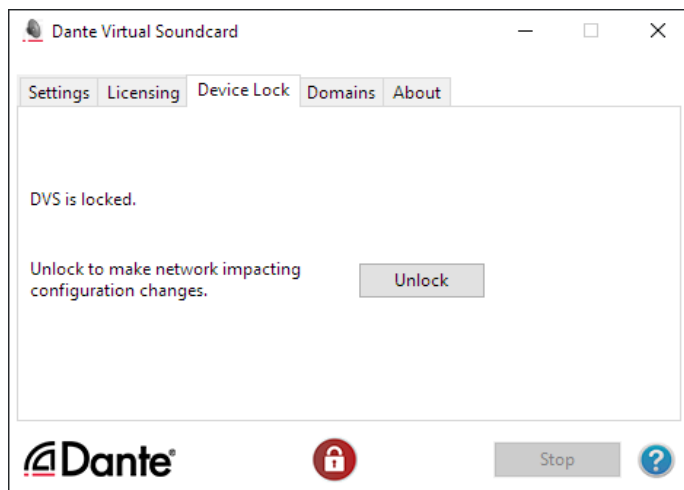 Dante Virtual Soundcard
Settings Licensing Device Lock Domains About
DVS is locked.
Unlock to make network impacting
configuration changes.
Unlock
Dante®
Stop
?